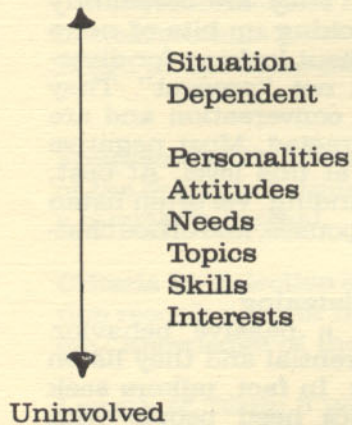 Situation
Dependent
Personalities
Attitudes
Needs
Topics
Skills
Interests
Uninvolved